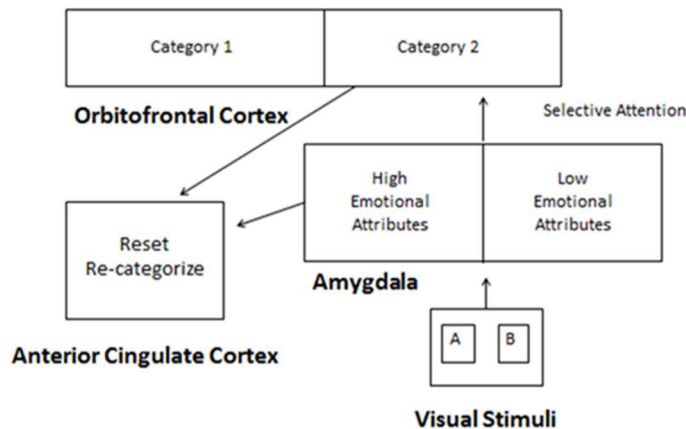 Category 1
Category 2
Orbitofrontal Cortex
Selective Attention
High
Emotional
Attributes
Low
Emotional
Attributes
Reset
Re-categorize
Amygdala
A
B
Anterior Cingulate Cortex
Visual Stimuli